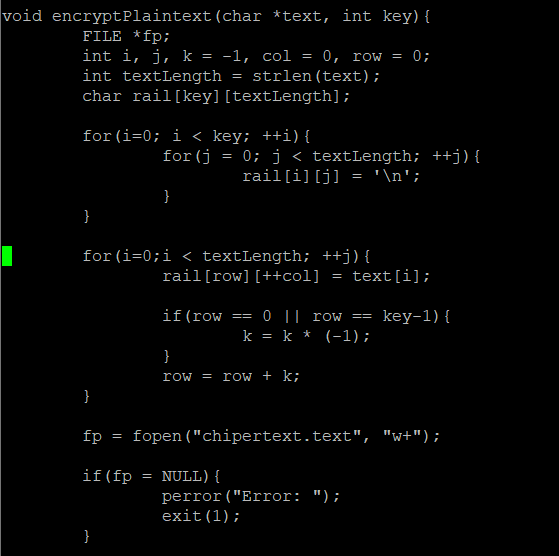 void encryptPlaintext(char *text, int key){
        FILE *fp;
        int i, j, k = -1, col = 0, row = 0;
        int textLength = strlen(text);
        char rail[key][textLength];

        for(i=0; i < key; ++i){
                for(j = 0; j < textLength; ++j){
                        rail[i][j] = '\n';
                }
        }

        for(i=0;i < textLength; ++j){
                rail[row][++col] = text[i];

                if(row == 0 || row == key-1){
                        k = k * (-1);
                }
                row = row + k;
        }

        fp = fopen("chipertext.text", "w+");

        if(fp = NULL){
                perror("Error: ");
                exit(1);
        }